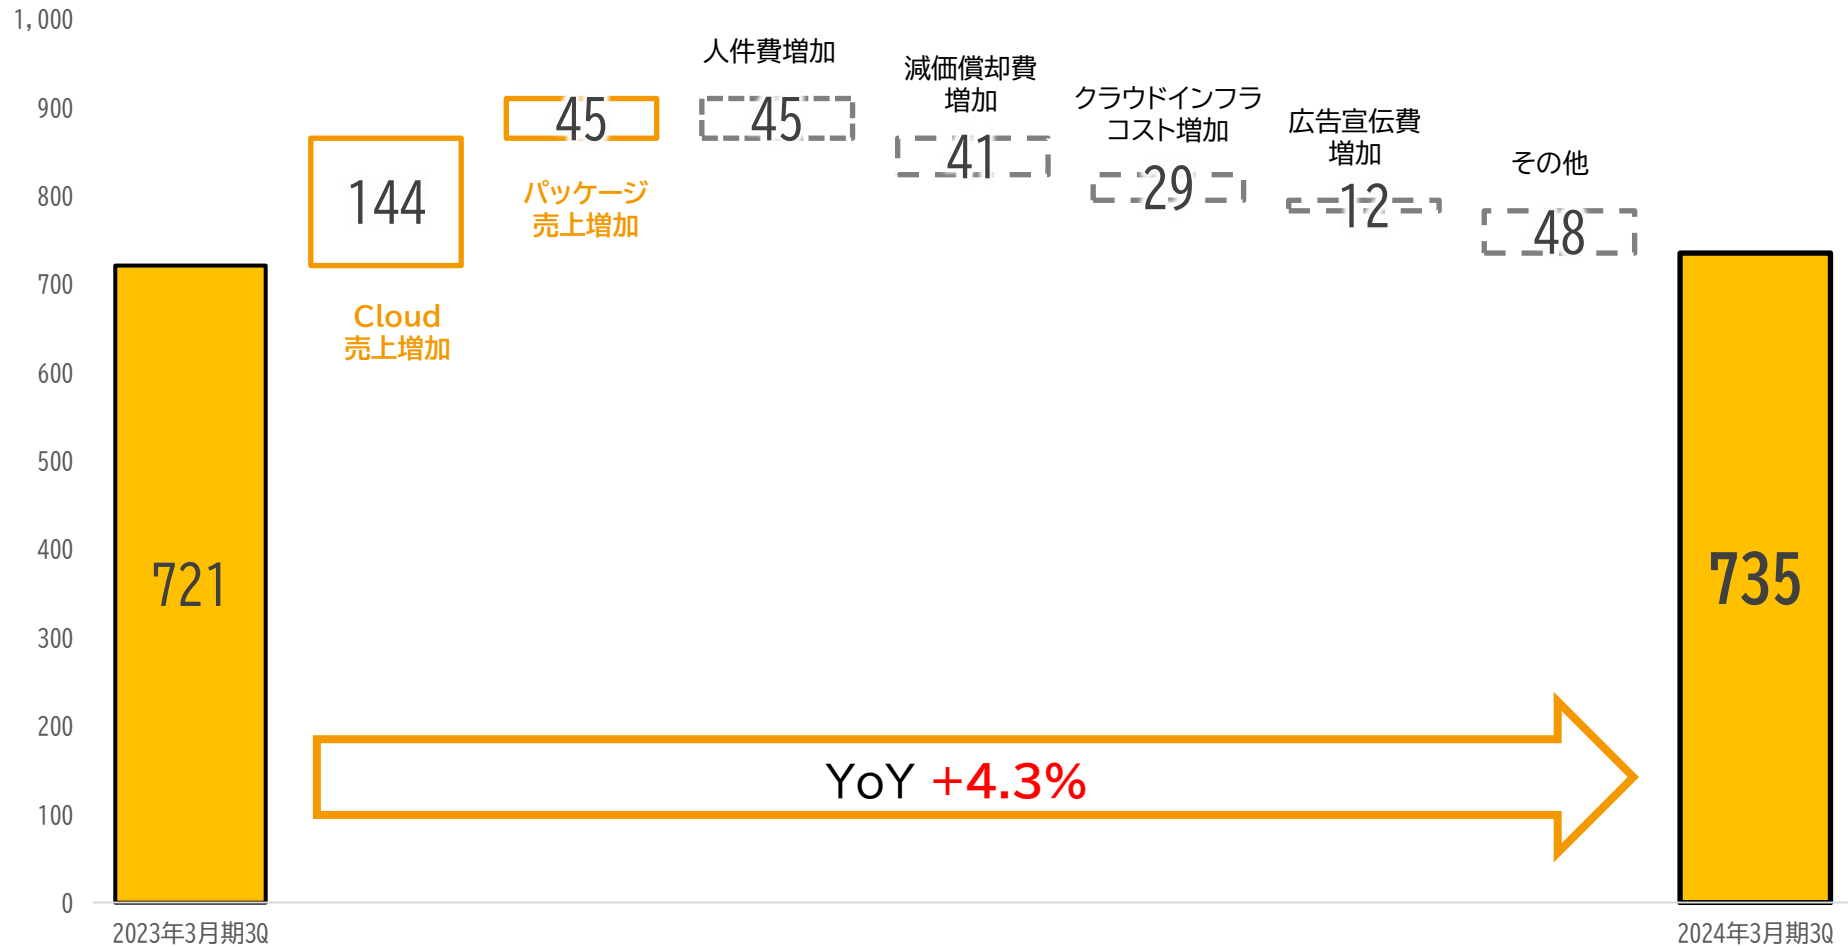 1,000
900
800
700
600
500
400
300
200
100
0
721
2023年3月期3Q
144
Cloud
売上増加
45
パッケージ
売上増加
人件費増加
45
減価償却費
増加
41
クラウドインフラ
コスト増加
29
広告宣伝費
増加
12
その他
48
735
2024年3月期3Q
YoY +4.3%